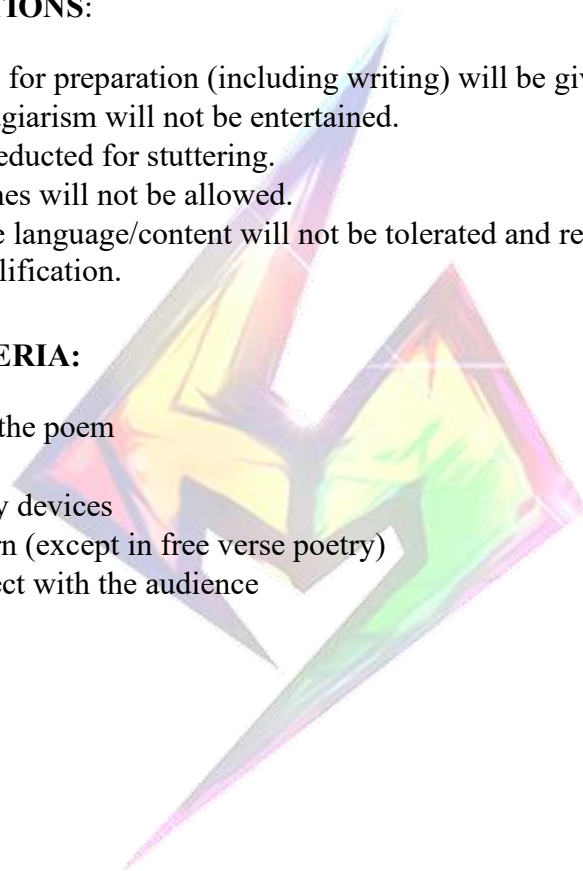 TIONS:
for preparation (including writing) will be giv
giarism will not be entertained.
educted for stuttering.
nes will not be allowed.
e language/content will not be tolerated and re
lification.
ERIA:
the poem
y devices
rn (except in free verse poetry)
ect with the audience